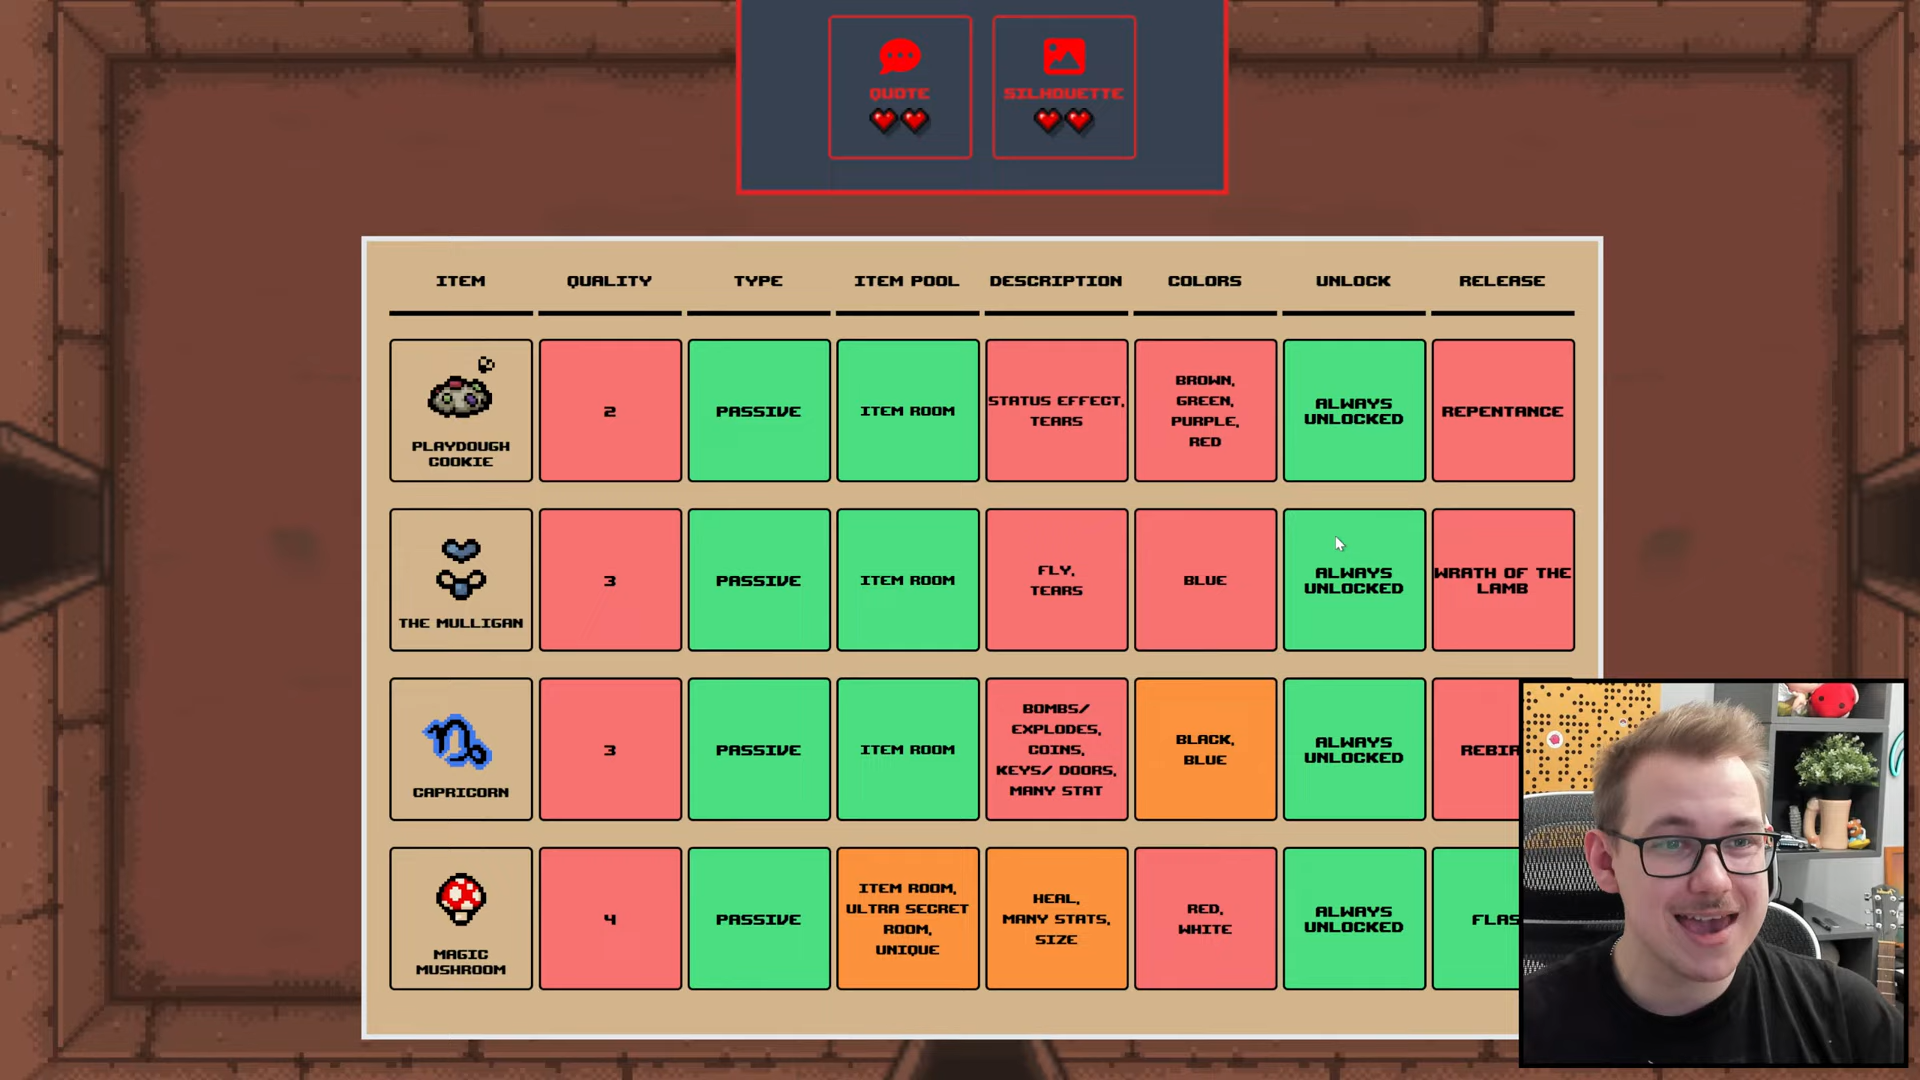 QUOTE
SILHOUETTE
ITEM QUALITY TYPE ITEM POOL DESCRIPTION COLORS UNLOCK RELEASE
PLAYDOUGH
COOKIE
2
PASSIVE
ITEM ROOM
STATUS EFFECT,
TEARS
BROWN,
GREEN,
PURPLE,
RED
ALWAYS
UNLOCKED
REPENTANCE
THE MULLIGAN
3
PASSIVE
ITEM ROOM
FLY,
TEARS
BLUE
ALWAYS
UNLOCKED
WRATH OF THE
LAMB
CAPRICORN
3
PASSIVE
ITEM ROOM
BOMBS/
EXPLODES,
COINS,
KEYS/ DOORS,
MANY STAT
BLACK,
BLUE
ALWAYS
UNLOCKED
REBIR
MAGIC
MUSHROOM
4
PASSIVE
ITEM ROOM,
ULTRA SECRET
ROOM,
UNIQUE
HEAL,
MANY STATS,
SIZE
RED,
WHITE
ALWAYS
UNLOCKED
FLAS